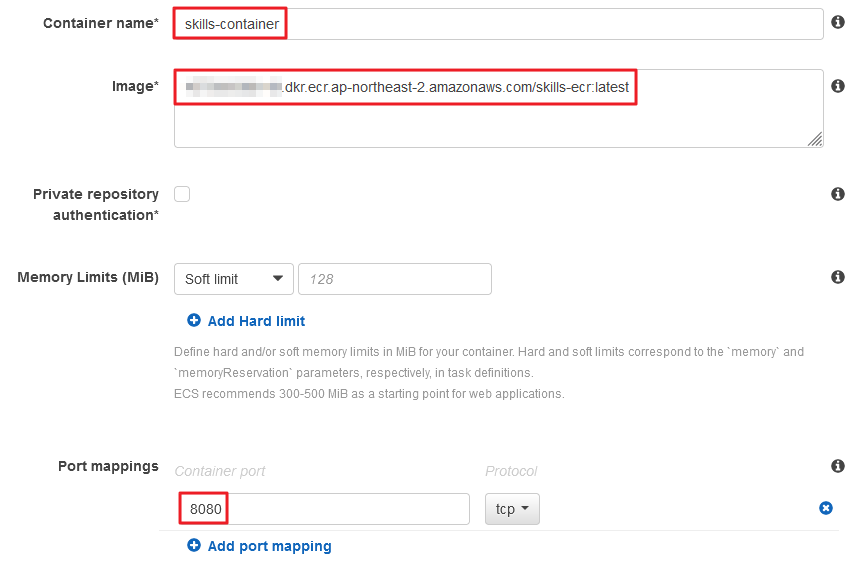 Container name*
skills-container
Image*
.dkr.ecr.ap-northeast-2.amazonaws.com/skills-ecr:latest
Private repository
authentication*
Memory Limits (MiB)
Soft limit
128
Add Hard limit
Define hard and/or soft memory limits in MiB for your container. Hard and soft limits correspond to the `memory` and
`memoryReservation` parameters, respectively, in task definitions.
ECS recommends 300-500 MiB as a starting point for web applications.
Port mappings
Container port
Protocol
8080
tcp
Add port mapping